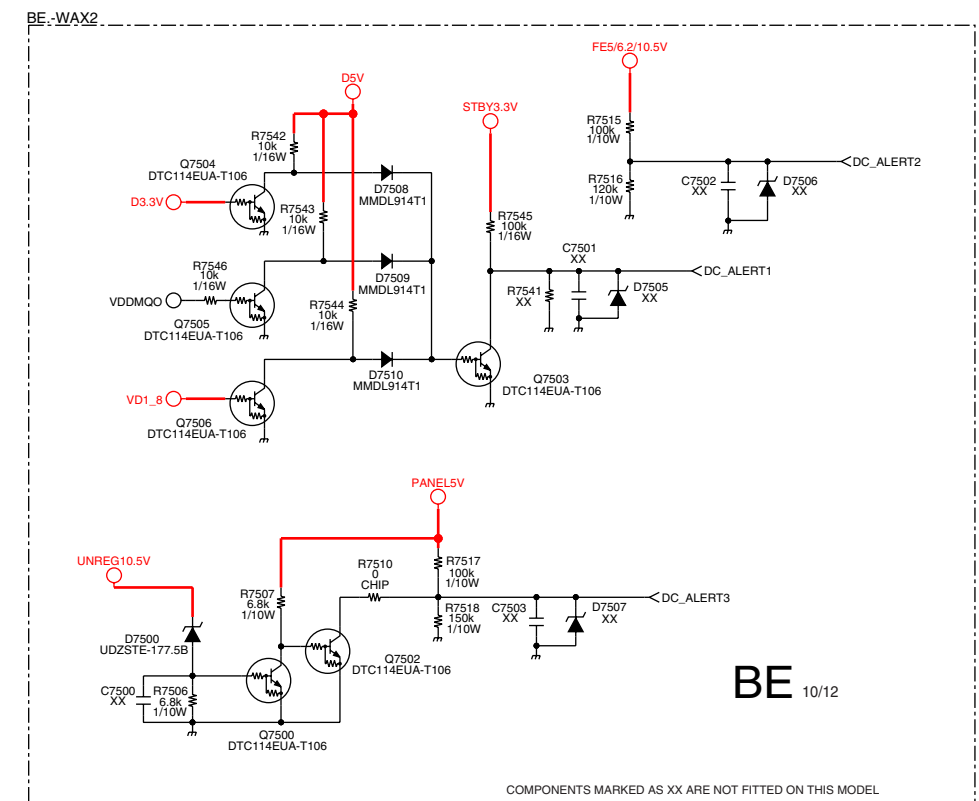 BE.-WAX2
FE5/6.2/10.5V
D5V
STBY3.3V
R7515
100k
1/10W
R7542
10k
1/16W
Q7504
DTC114EUA-T106
DC_ALERT2
D7508
MMDL914T1
R7516
120k
1/10W
C7502
XX
D7506
XX
D3.3V
R7543
10k
1/16W
R7545
100k
1/16W
C7501
XX
R7546
10k
1/16W
DC_ALERT1
D7509
MMDL914T1
R7541
XX
D7505
XX
VDDMQO
R7544
10k
1/16W
Q7505
DTC114EUA-T106
D7510
MMDL914T1
Q7503
DTC114EUA-T106
VD1_8
Q7506
DTC114EUA-T106
PANEL5V
UNREG10.5V
R7510
0
CHIP
R7517
100k
1/10W
R7507
6.8k
1/10W
DC_ALERT3
R7518
150k
1/10W
C7503
XX
D7507
XX
D7500
UDZSTE-177.5B
Q7502
DTC114EUA-T106
C7500
XX
R7506
6.8k
1/10W
BE 10/12
Q7500
DTC114EUA-T106
COMPONENTS MARKED AS XX ARE NOT FITTED ON THIS MODEL